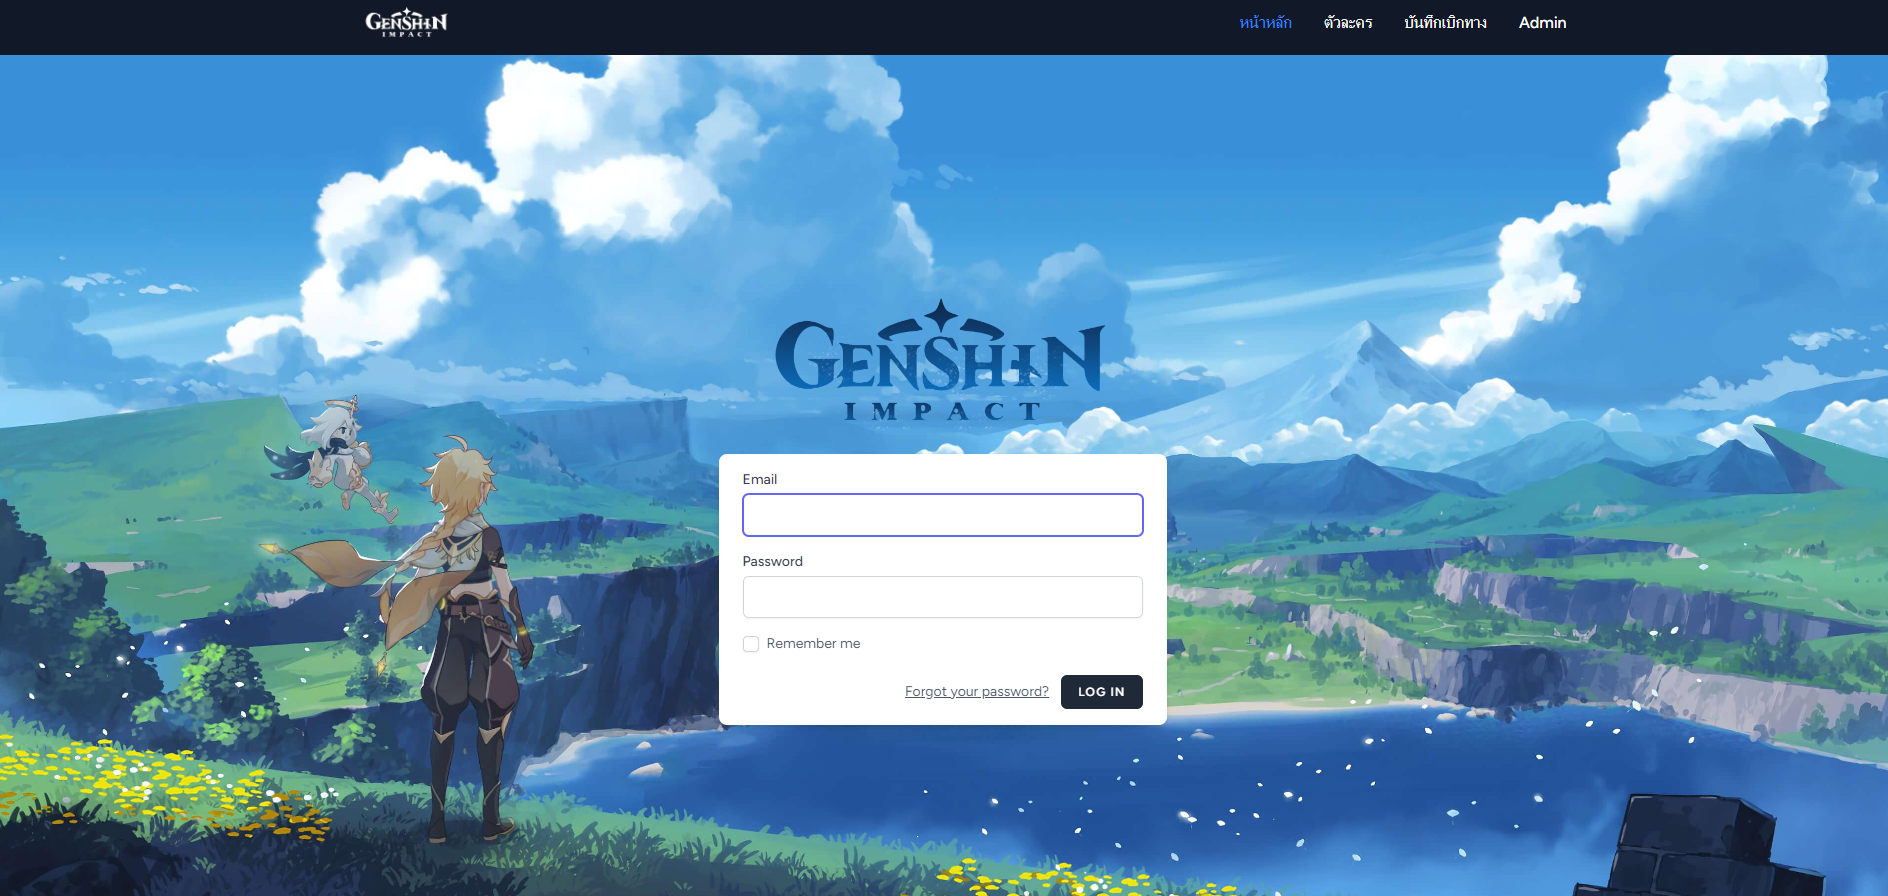 GENSHIN
IMPACT
หน้าหลัก
ตัวละคร
บันทึกเบิกทาง
Admin
GENSHIN
IMPACT
Email
Password
Remember me
Forgot your password?
LOG IN